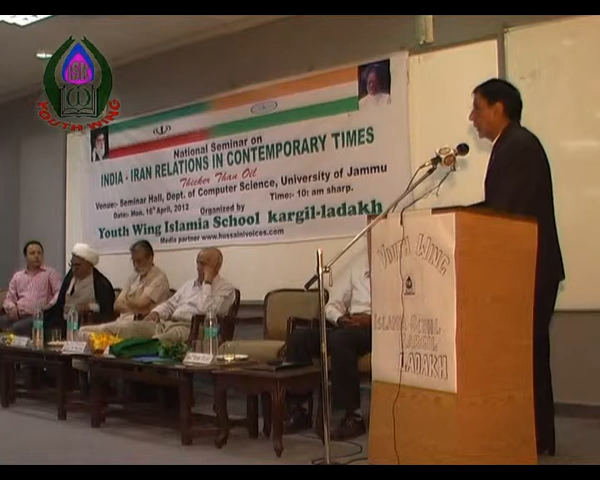 YOUTH WING
National Seminar on
INDIA - IRAN RELATIONS IN CONTEMPORARY TIMES
Thicker Than Oil
Venue:- Seminar Hall, Dept. of Computer Science, University of Jammu
Date:- Mon. 16th April, 2012 Time:- 10: am sharp.
Organized by
Youth Wing Islamia School kargil-ladakh
Media partner www.hussainivoices.com
YOUTH WING
ISLAMIA SCHOOL
KARGIL
LADAKH